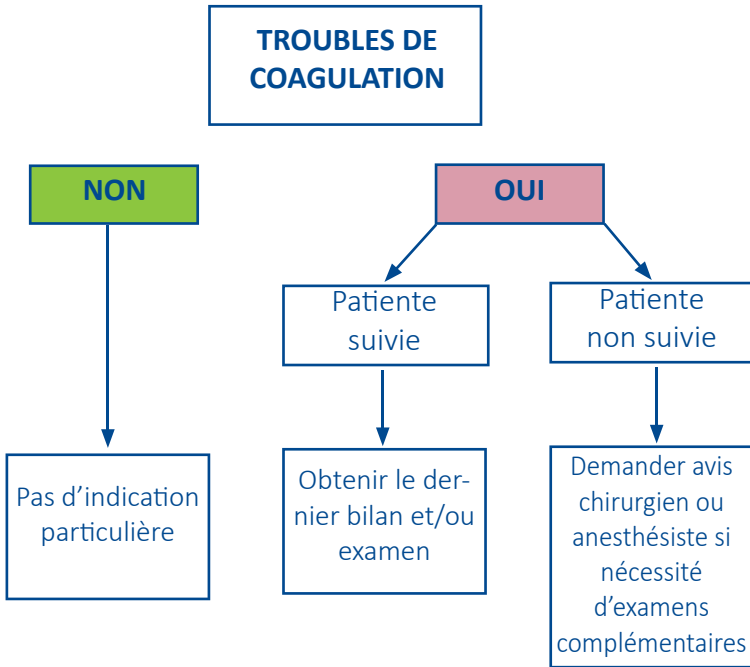 TROUBLES DE
COAGULATION
NON
OUI
Patiente
suivie
Patiente
non suivie
Pas d’indication
particulière
Obtenir le der-
nier bilan et/ou
examen
Demander avis
chirurgien ou
anesthésiste si
nécessité
d’examens
complémentaires